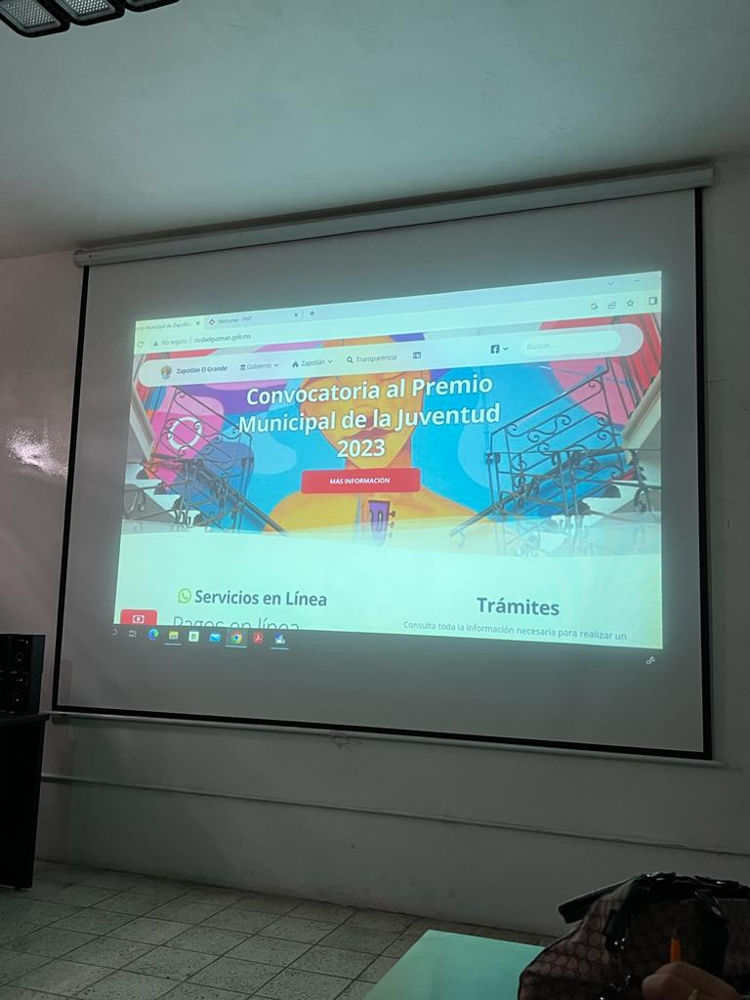 Municipal de Zapotlán
Welcome - PNT
No seguro | ciudadguzman.gob.mx
Zapotlán El Grande
Gobierno
Zapotlán
Transparencia
Buscar...
Convocatoria al Premio
Municipal de la Juventud
2023
MÁS INFORMACIÓN
Servicios en Línea
Pagos en línea
Trámites
Consulta toda la información necesaria para realizar un